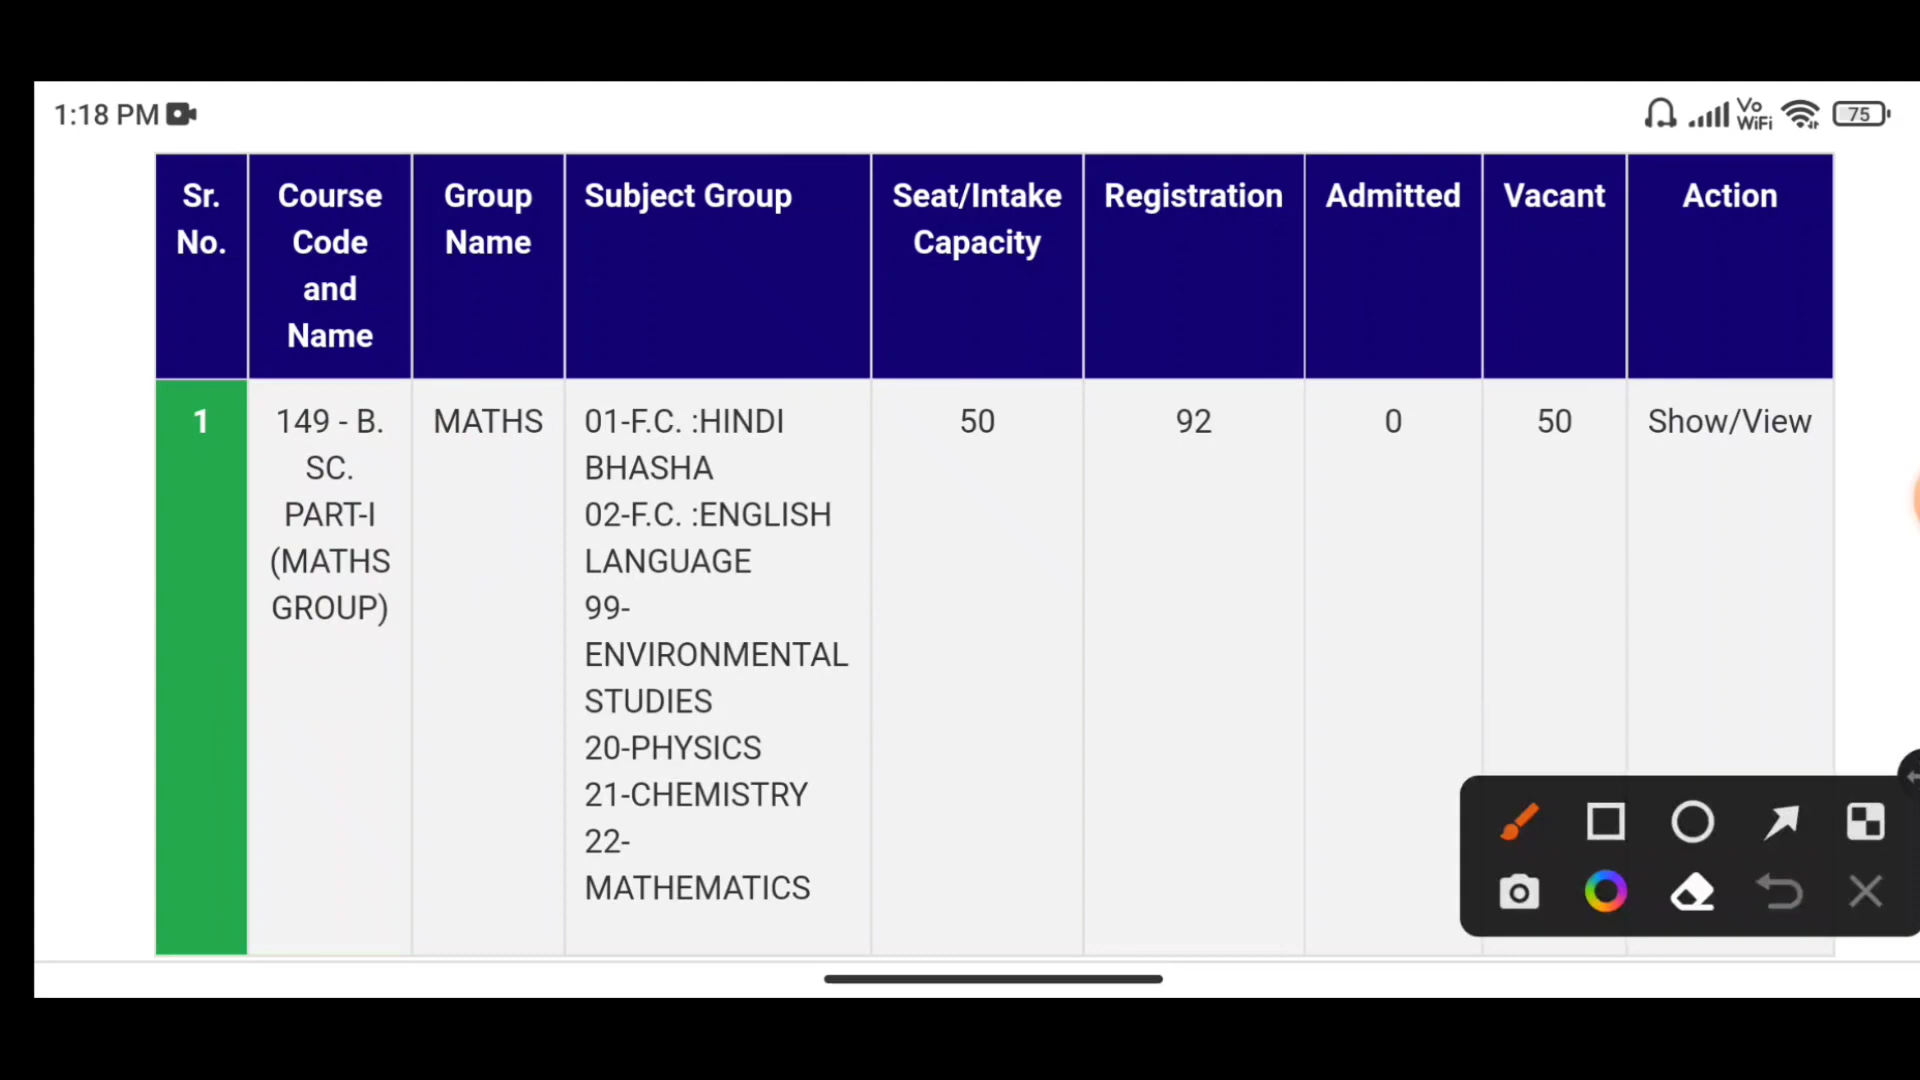 1:18 PM
Vo
WiFi
75
Sr.
No.
Course
Code
and
Name
Group
Name
Subject Group
Seat/Intake
Capacity
Registration
Admitted
Vacant
Action
1
149 - B.
SC.
PART-I
(MATHS
GROUP)
MATHS
01-F.C. :HINDI
BHASHA
02-F.C. :ENGLISH
LANGUAGE
99-
ENVIRONMENTAL
STUDIES
20-PHYSICS
21-CHEMISTRY
22-
MATHEMATICS
50
92
0
50
Show/View